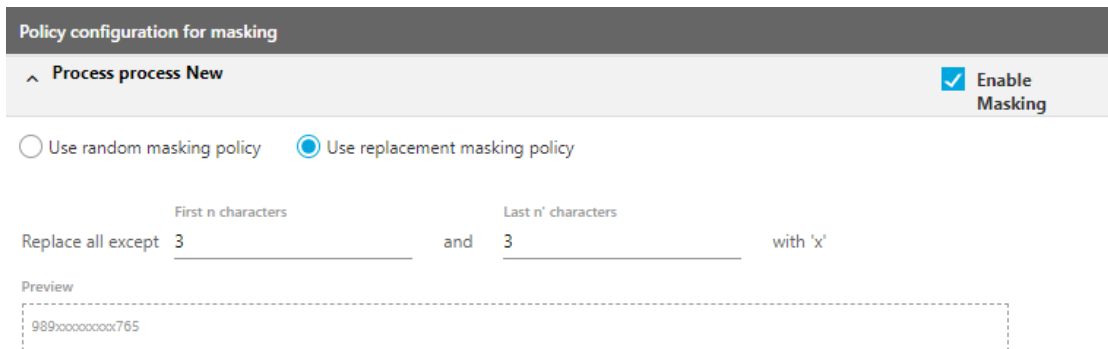 Policy configuration for masking
Process process New
Enable
Masking
Use random masking policy Use replacement masking policy
First n characters Last n' characters
Replace all except 3 and 3 with 'x'
Preview
989xxxxxxxxx765